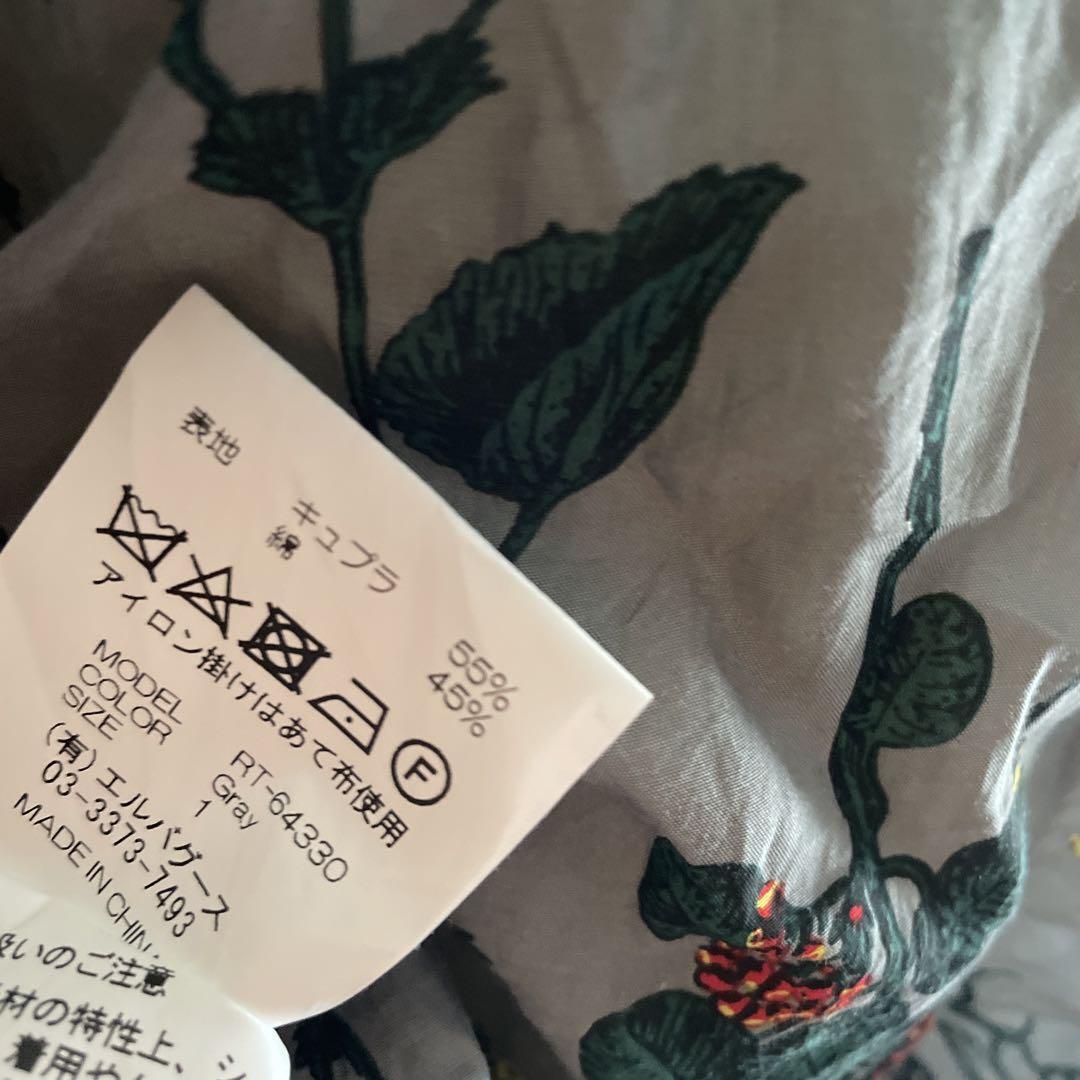 表地
キュプラ 55%
綿 45%
F
アイロン掛けはあて布使用
MODEL RT-64330
COLOR Gray
SIZE 1
(有)エルバグース
03-3373-7493
MADE IN CHIN
扱いのご注意
材の特性上、シ
着用や